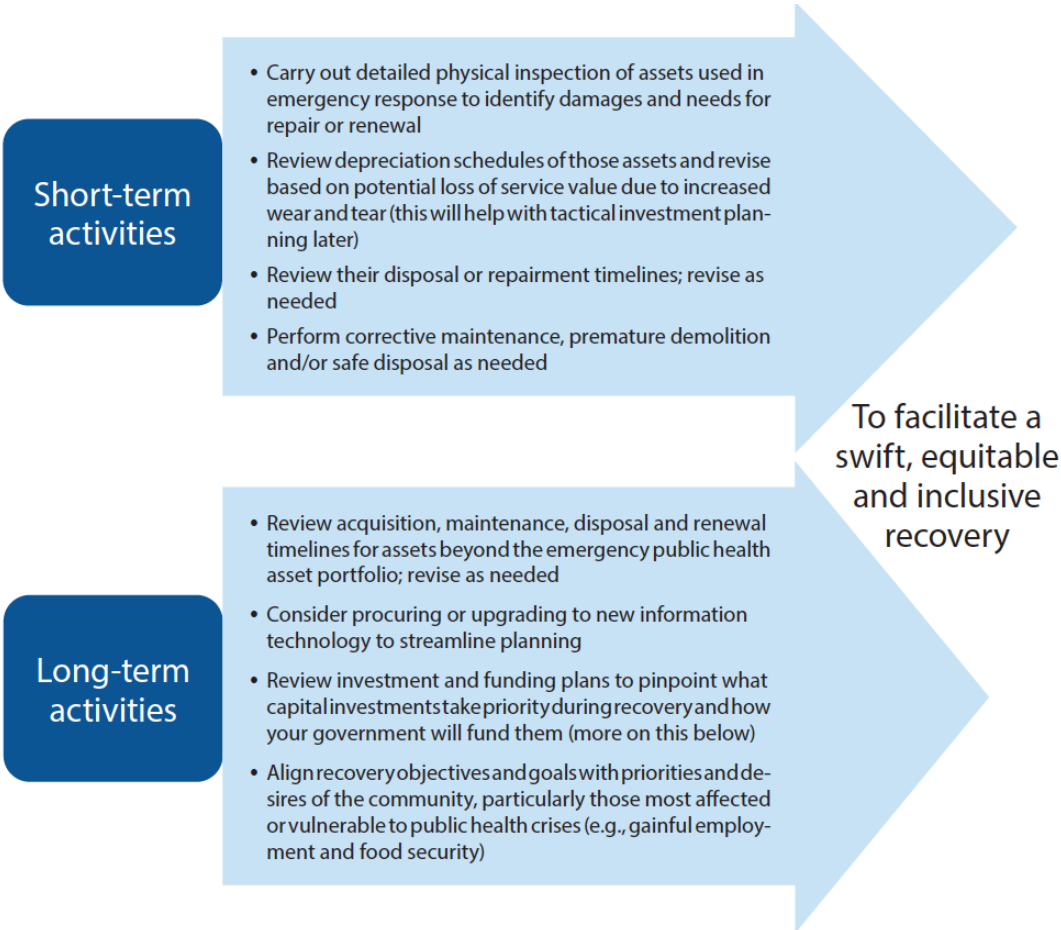 Short-term
activities
• Carry out detailed physical inspection of assets used in
emergency response to identify damages and needs for
repair or renewal
• Review depreciation schedules of those assets and revise
based on potential loss of service value due to increased
wear and tear (this will help with tactical investment plan-
ning later)
• Review their disposal or repairment timelines; revise as
needed
• Perform corrective maintenance, premature demolition
and/or safe disposal as needed
Long-term
activities
• Review acquisition, maintenance, disposal and renewal
timelines for assets beyond the emergency public health
asset portfolio; revise as needed
• Consider procuring or upgrading to new information
technology to streamline planning
• Review investment and funding plans to pinpoint what
capital investments take priority during recovery and how
your government will fund them (more on this below)
• Align recovery objectives and goals with priorities and de-
sires of the community, particularly those most affected
or vulnerable to public health crises (e.g., gainful employ-
ment and food security)
To facilitate a
swift, equitable
and inclusive
recovery